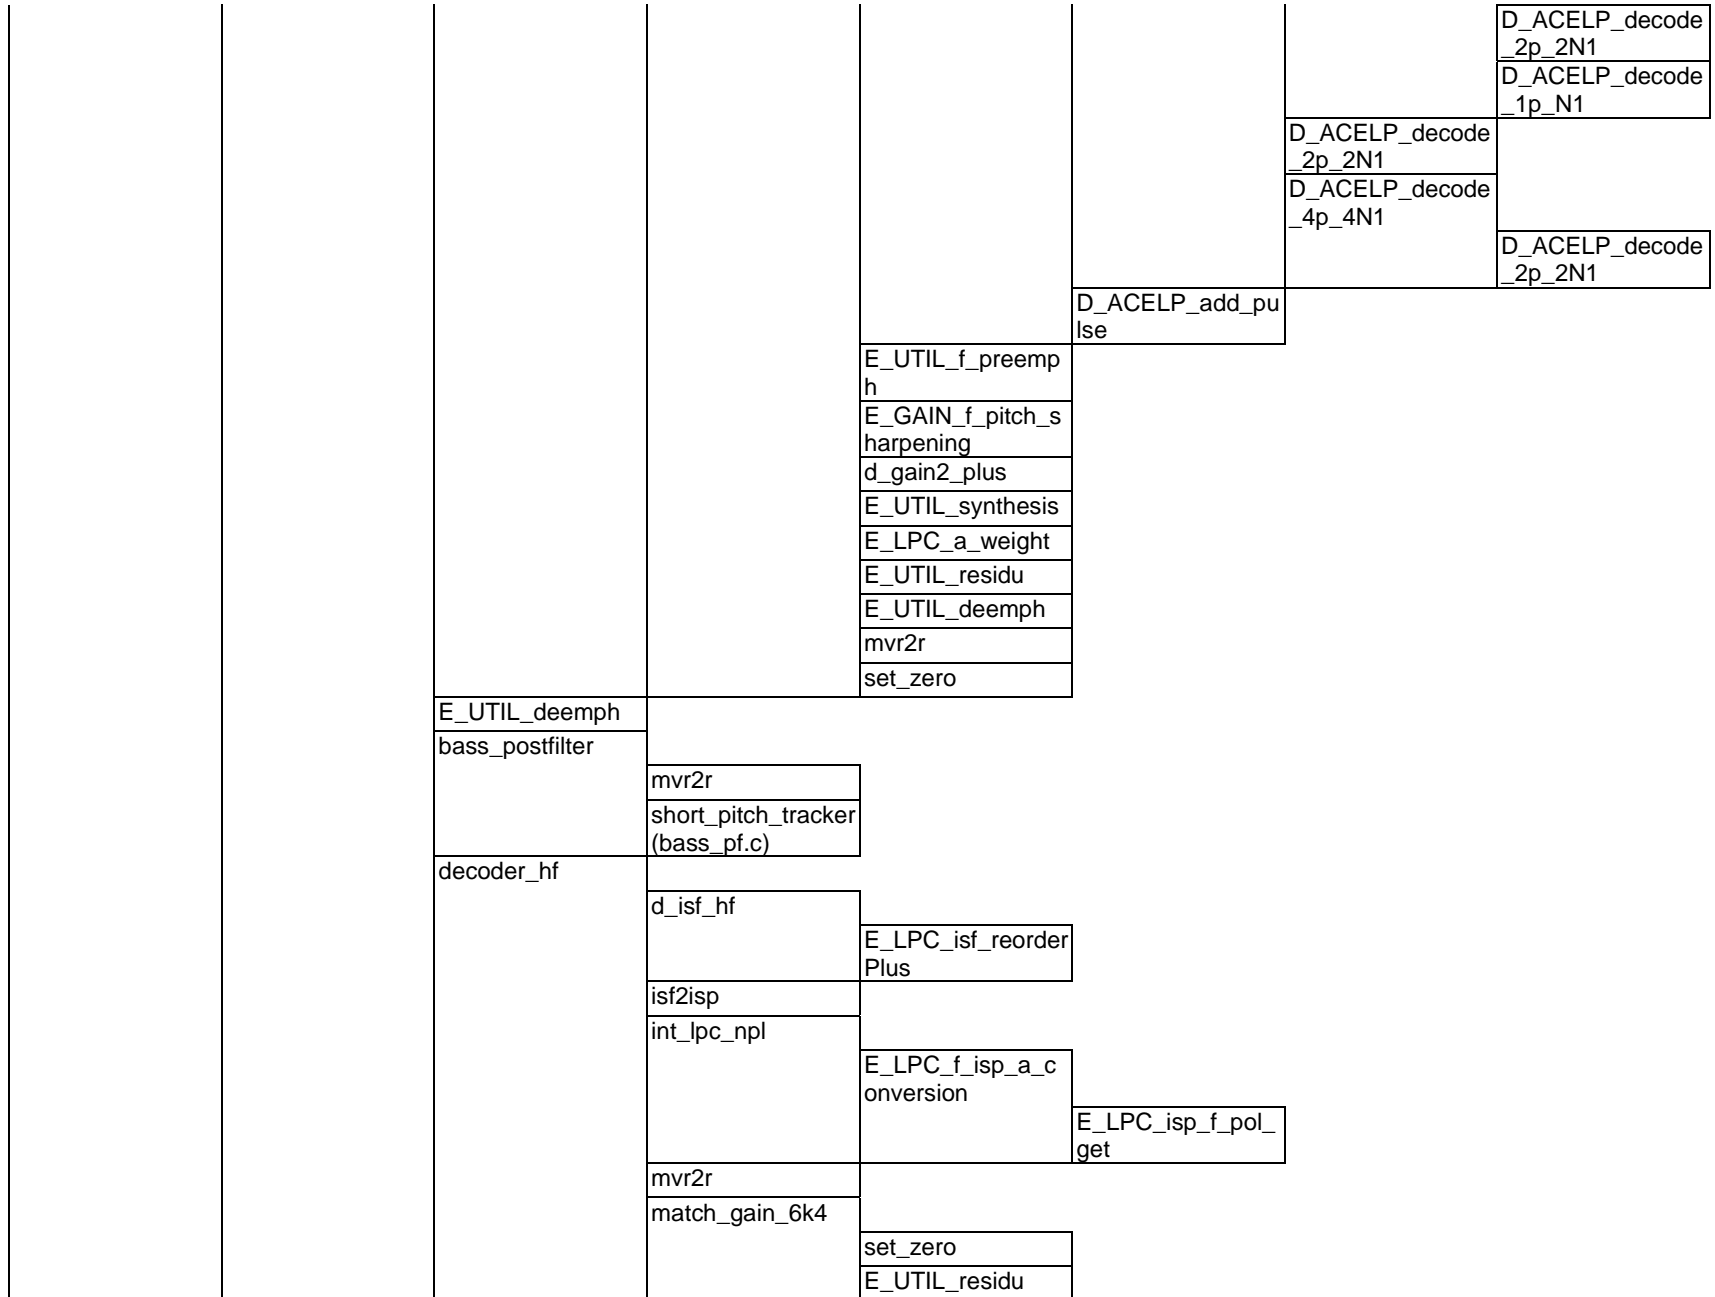 D_ACELP_decode
_2p_2N1
D_ACELP_decode
_1p_N1
D_ACELP_decode
_2p_2N1
D_ACELP_decode
_4p_4N1
D_ACELP_decode
_2p_2N1
D_ACELP_add_pu
lse
E_UTIL_f_preemp
h
E_GAIN_f_pitch_s
harpening
d_gain2_plus
E_UTIL_synthesis
E_LPC_a_weight
E_UTIL_residu
E_UTIL_deemph
mvr2r
set_zero
E_UTIL_deemph
bass_postfilter
mvr2r
short_pitch_tracker
(bass_pf.c)
decoder_hf
d_isf_hf
E_LPC_isf_reorder
Plus
isf2isp
int_lpc_npl
E_LPC_f_isp_a_c
onversion
E_LPC_isp_f_pol_
get
mvr2r
match_gain_6k4
set_zero
E_UTIL_residu